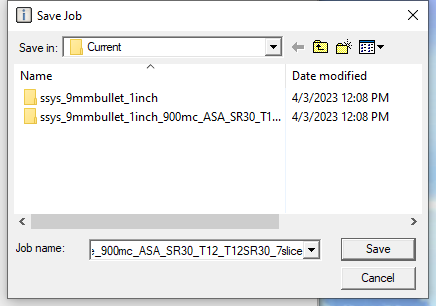 Save Job
Save in: Current
Name Date modified
ssys_9mmbullet_1inch 4/3/2023 12:08 PM
ssys_9mmbullet_1inch_900mc_ASA_SR30_T1... 4/3/2023 12:08 PM
Job name: _900mc_ASA_SR30_T12_T12SR30_7slice Save
Cancel